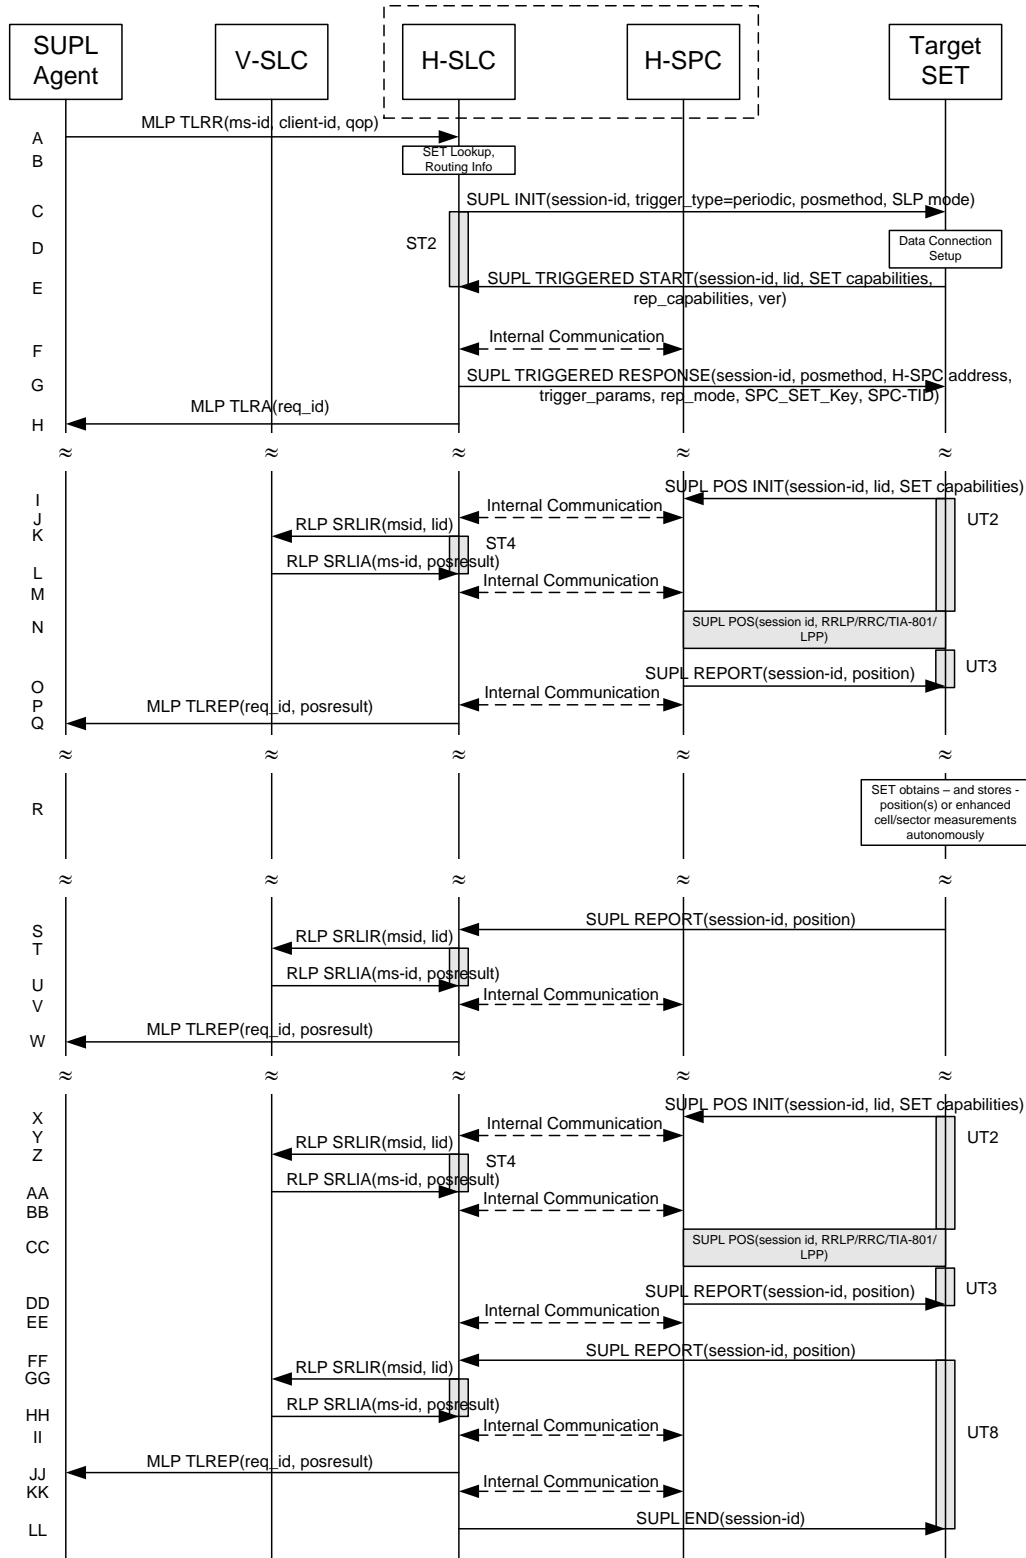 SUPL
Agent
V-SLC
H-SLC
H-SPC
Target
SET
A
MLP TLRR(ms-id, client-id, qop)
B
SET Lookup,
Routing Info
C
SUPL INIT(session-id, trigger_type=periodic, posmethod, SLP mode)
D
ST2
Data Connection
Setup
E
SUPL TRIGGERED START(session-id, lid, SET capabilities,
rep_capabilities, ver)
F
Internal Communication
G
SUPL TRIGGERED RESPONSE(session-id, posmethod, H-SPC address,
trigger_params, rep_mode, SPC_SET_Key, SPC-TID)
H
MLP TLRA(req_id)
≈ ≈ ≈ ≈ ≈
I
SUPL POS INIT(session-id, lid, SET capabilities)
J
Internal Communication
UT2
K
RLP SRLIR(msid, lid)
ST4
L
RLP SRLIA(ms-id, posresult)
M
Internal Communication
N
SUPL POS(session id, RRLP/RRC/TIA-801/
LPP)
UT3
O
SUPL REPORT(session-id, position)
P
Internal Communication
Q
MLP TLREP(req_id, posresult)
≈ ≈ ≈ ≈ ≈
R
SET obtains – and stores -
position(s) or enhanced
cell/sector measurements
autonomously
≈ ≈ ≈ ≈ ≈
S
SUPL REPORT(session-id, position)
T
RLP SRLIR(msid, lid)
U
RLP SRLIA(ms-id, posresult)
V
Internal Communication
W
MLP TLREP(req_id, posresult)
≈ ≈ ≈ ≈ ≈
X
SUPL POS INIT(session-id, lid, SET capabilities)
Y
Internal Communication
UT2
Z
RLP SRLIR(msid, lid)
ST4
AA
RLP SRLIA(ms-id, posresult)
BB
Internal Communication
CC
SUPL POS(session id, RRLP/RRC/TIA-801/
LPP)
UT3
DD
SUPL REPORT(session-id, position)
EE
Internal Communication
FF
SUPL REPORT(session-id, position)
GG
RLP SRLIR(msid, lid)
HH
RLP SRLIA(ms-id, posresult)
II
Internal Communication
UT8
JJ
MLP TLREP(req_id, posresult)
KK
Internal Communication
LL
SUPL END(session-id)